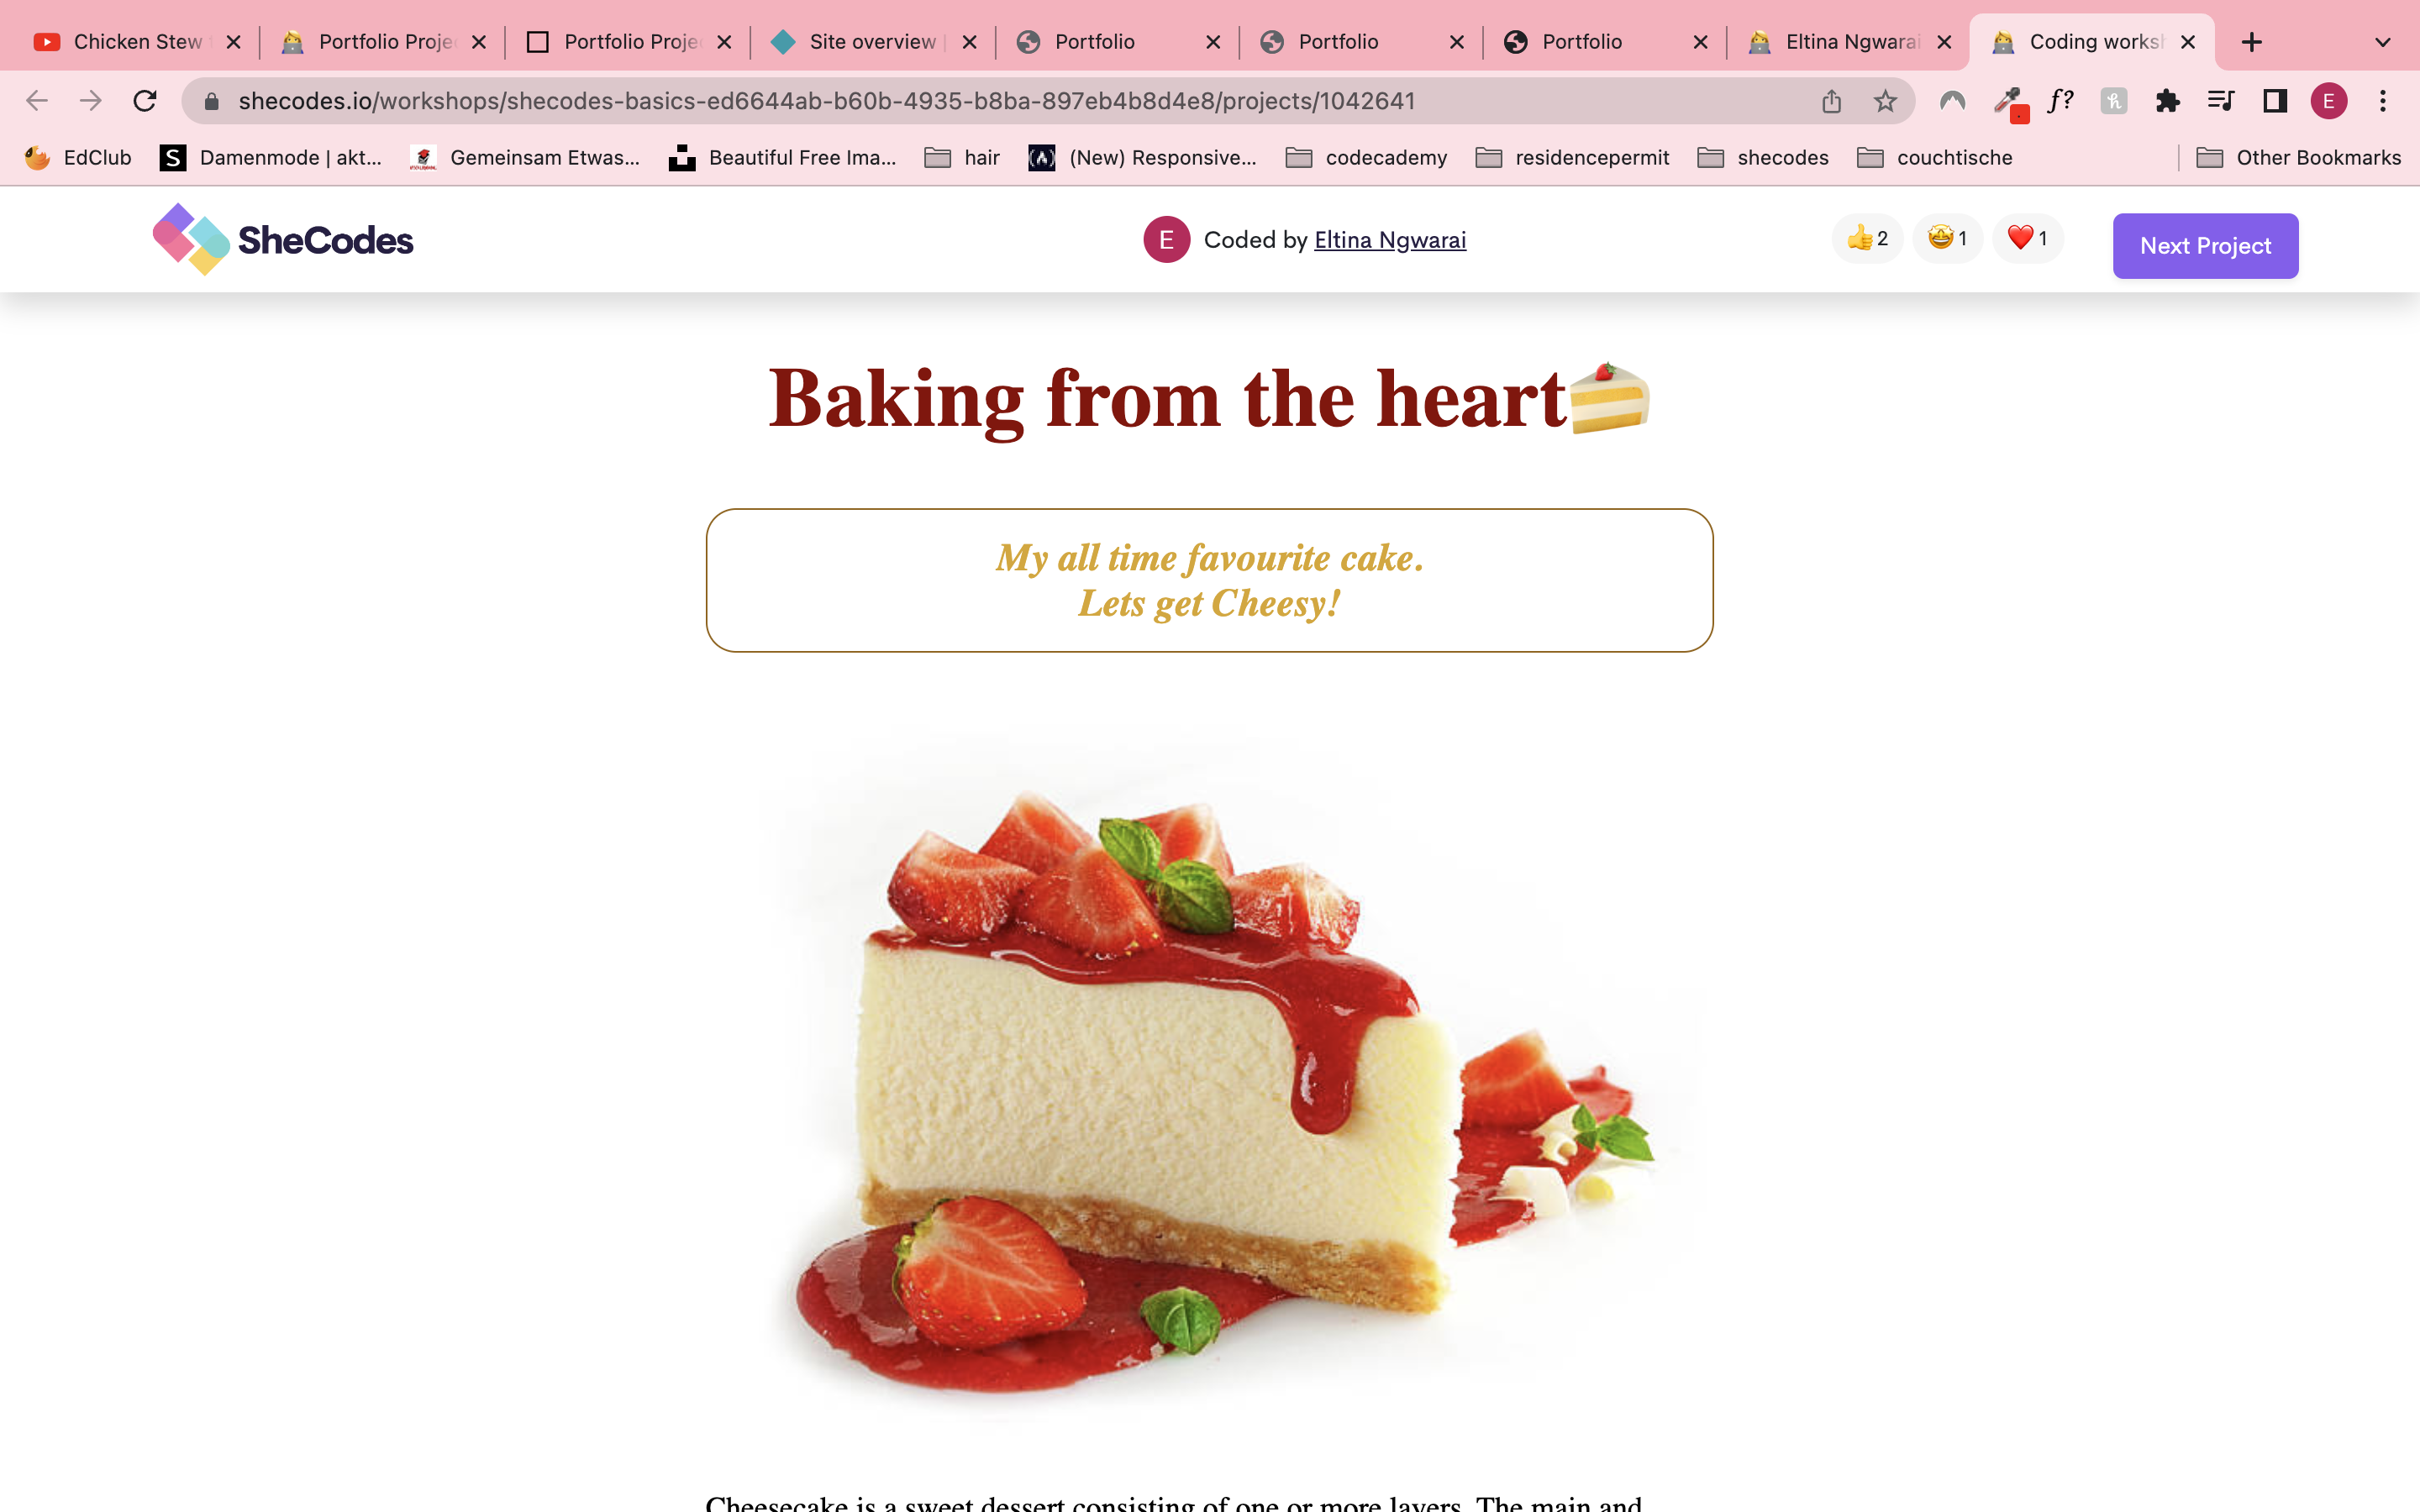 Chicken Stew
Portfolio Proje
Portfolio Proje
Site overview
Portfolio
Portfolio
Portfolio
Eltina Ngwarai
Coding works
shecodes.io/workshops/shecodes-basics-ed6644ab-b60b-4935-b8ba-897eb4b8d4e8/projects/1042641
f?
h
E
EdClub
S
Damenmode | akt...
Gemeinsam Etwas...
Beautiful Free Ima...
hair
(New) Responsive...
codecademy
residencepermit
shecodes
couchtische
Other Bookmarks
SheCodes
E
Coded by Eltina Ngwarai
2
1
1
Next Project
Baking from the heart🍰
My all time favourite cake.
Lets get Cheesy!
Cheesecake is a sweet dessert consisting of one or more layers. The main and